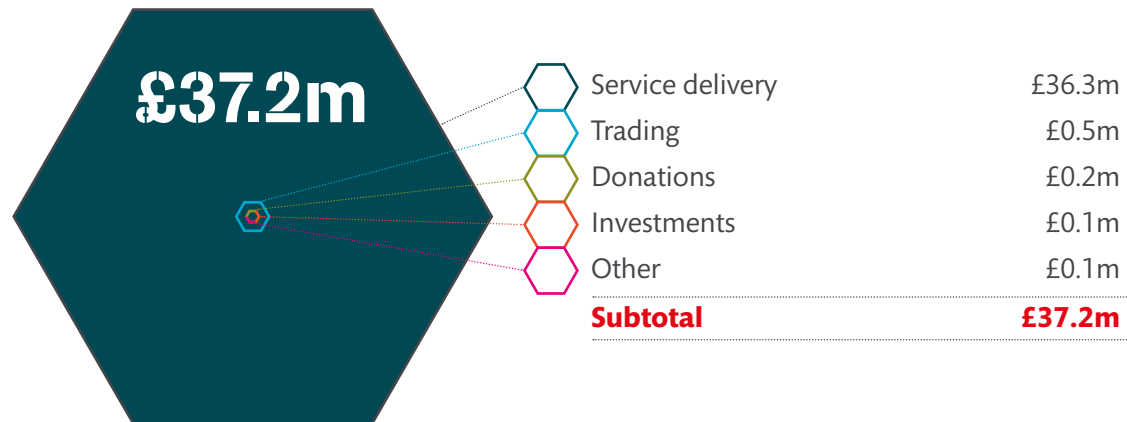 £37.2m
Service delivery £36.3m
Trading £0.5m
Donations £0.2m
Investments £0.1m
Other £0.1m
Subtotal £37.2m